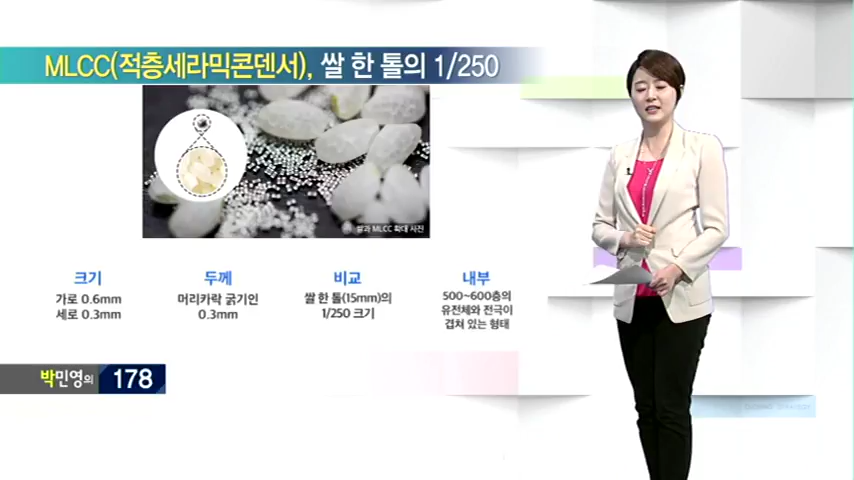 MLCC(적층세라믹콘덴서), 쌀 한 톨의 1/250
쌀과 MLCC 확대 사진
크기
가로 0.6mm
세로 0.3mm
두께
머리카락 굵기인
0.3mm
비교
쌀 한 톨(15mm)의
1/250 크기
내부
500~600층의
유전체와 전극이
겹쳐 있는 형태
박민영의 178